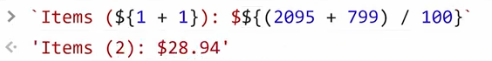 > `Items (${1 + 1}): $${(2095 + 799) / 100}`
<· 'Items (2): $28.94'